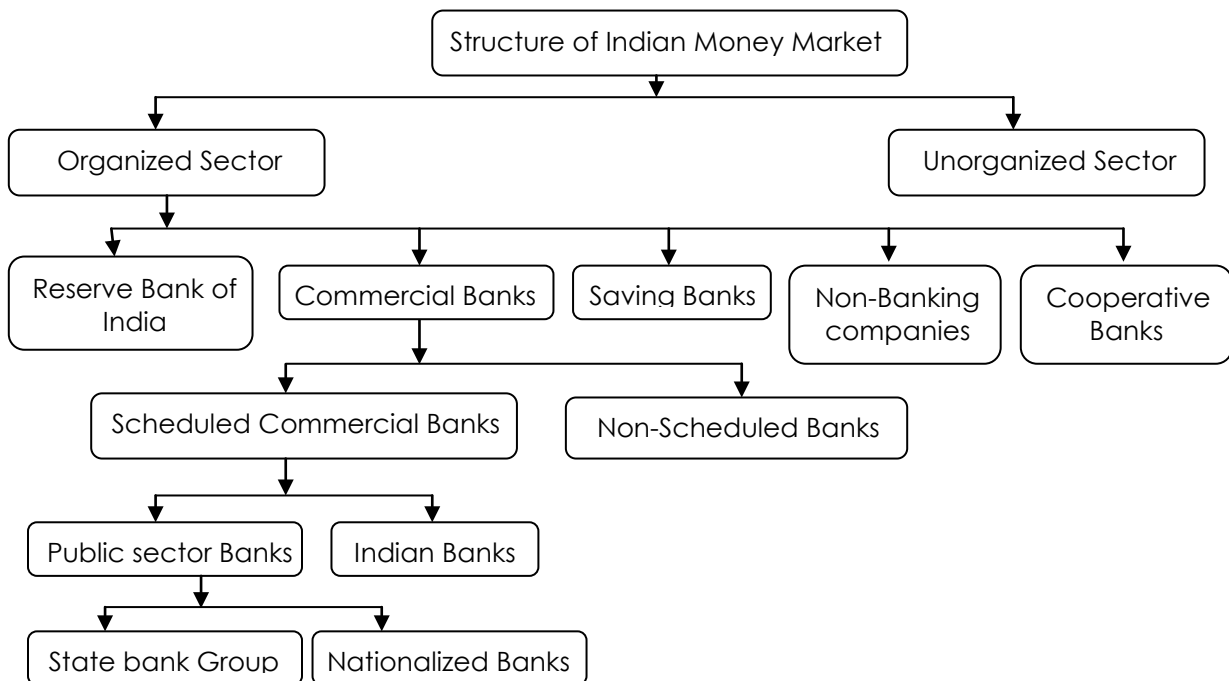 Structure of Indian Money Market
Organized Sector
Unorganized Sector
Reserve Bank of
India
Commercial Banks
Saving Banks
Non-Banking
companies
Cooperative
Banks
Scheduled Commercial Banks
Non-Scheduled Banks
Public sector Banks
Indian Banks
State bank Group
Nationalized Banks